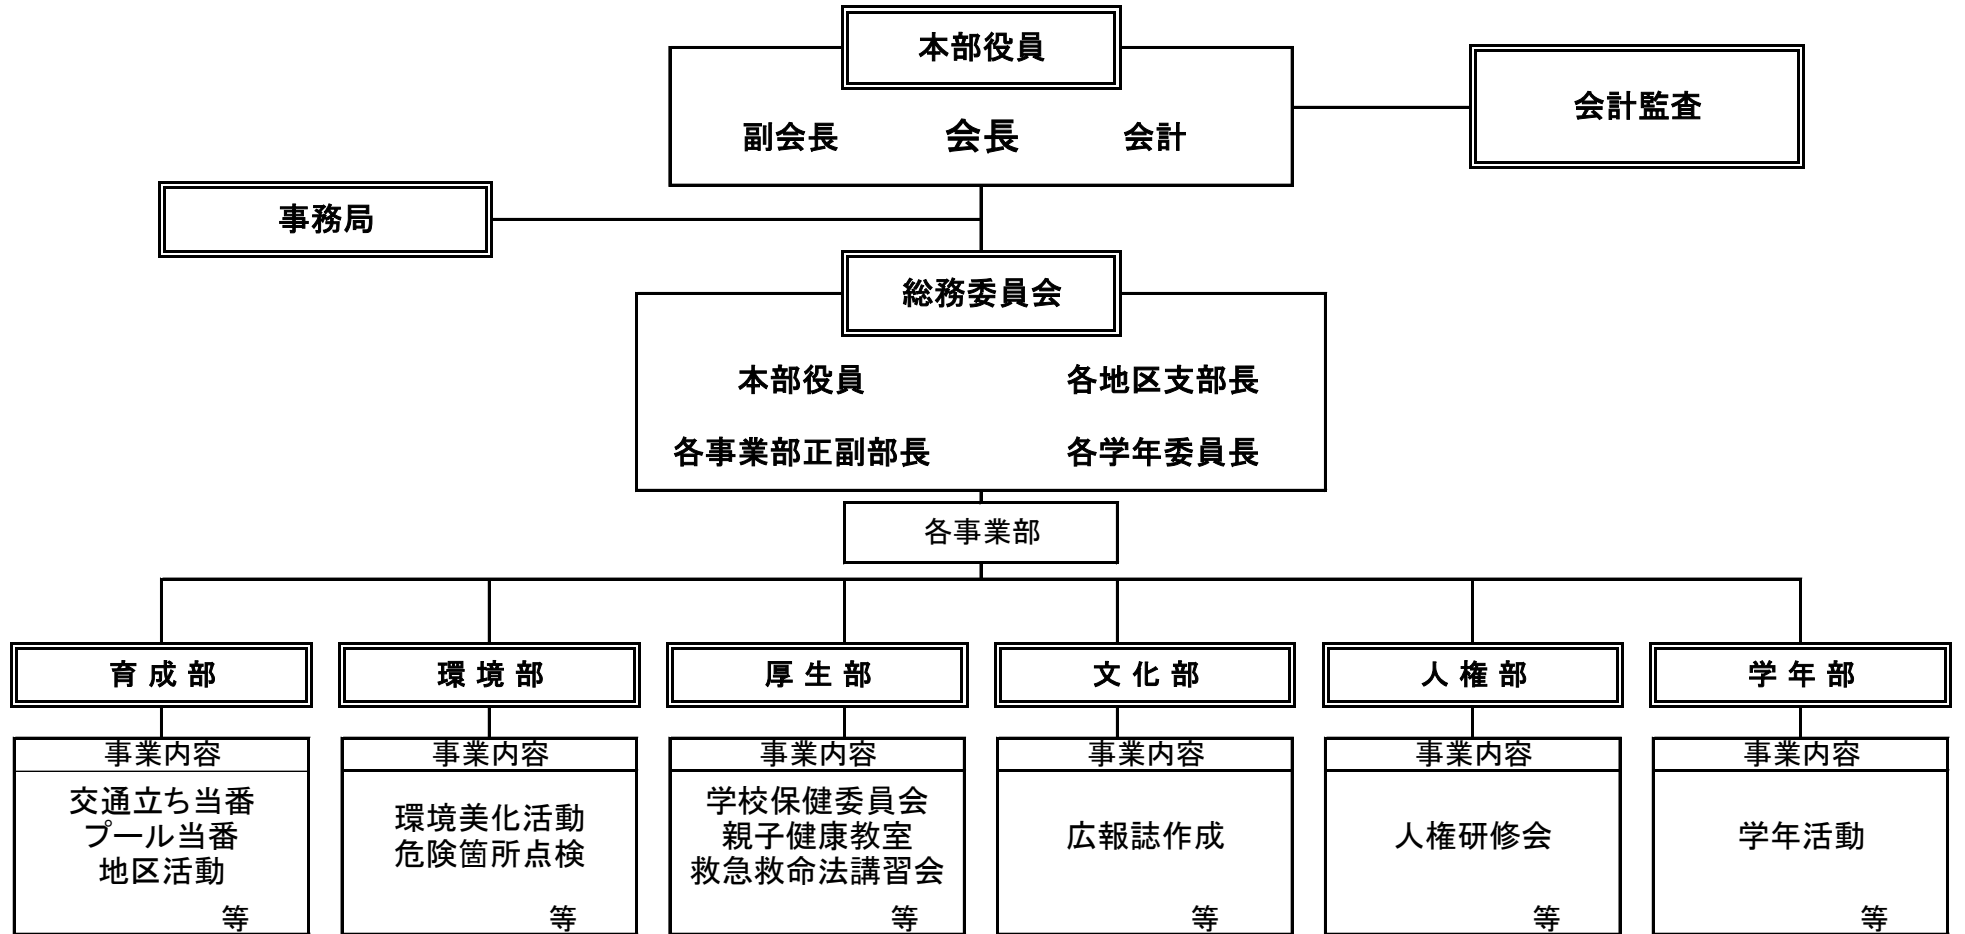 本部役員
会計監査
副会長 会長 会計
事務局
総務委員会
本部役員 各地区支部長
各事業部正副部長 各学年委員長
各事業部
育成部 環境部 厚生部 文化部 人権部 学年部
事業内容
交通立ち当番
プール当番
地区活動
等
事業内容
環境美化活動
危険箇所点検
等
事業内容
学校保健委員会
親子健康教室
救急救命法講習会
等
事業内容
広報誌作成
等
事業内容
人権研修会
等
事業内容
学年活動
等